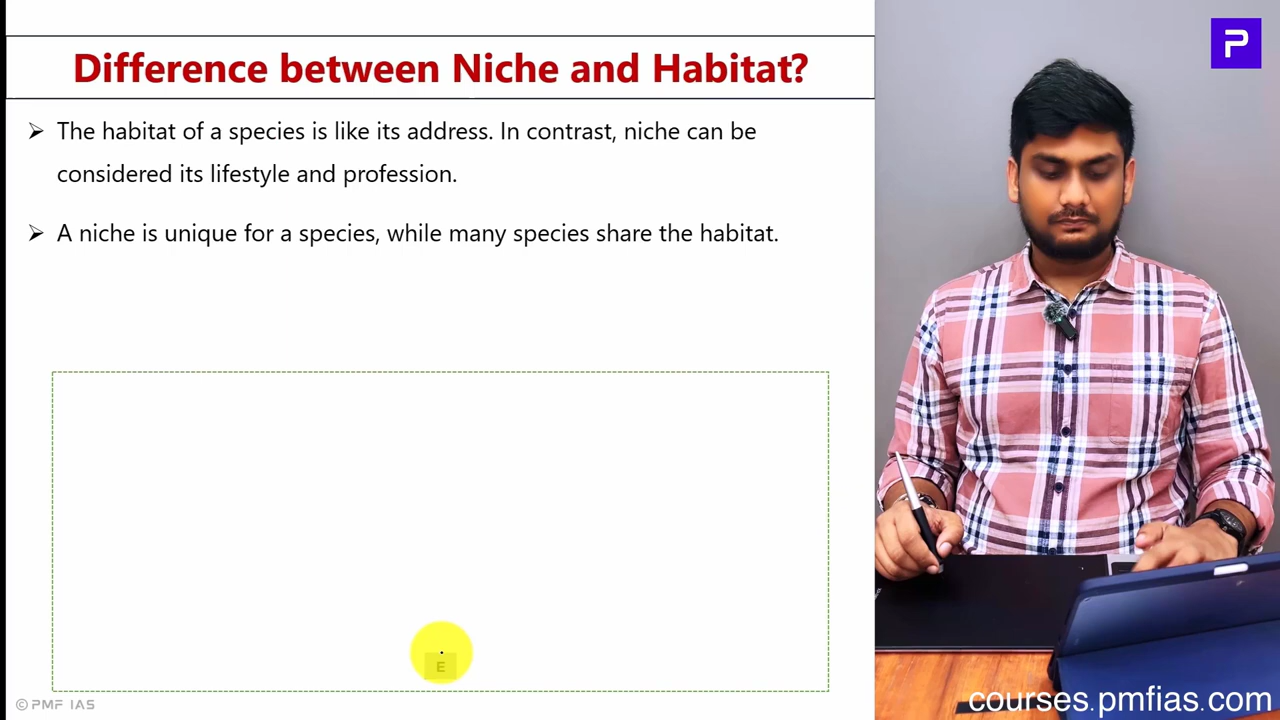 Difference between Niche and Habitat?
➢ The habitat of a species is like its address. In contrast, niche can be
considered its lifestyle and profession.
➢ A niche is unique for a species, while many species share the habitat.
E
©PMF IAS
P
courses.pmfias.com